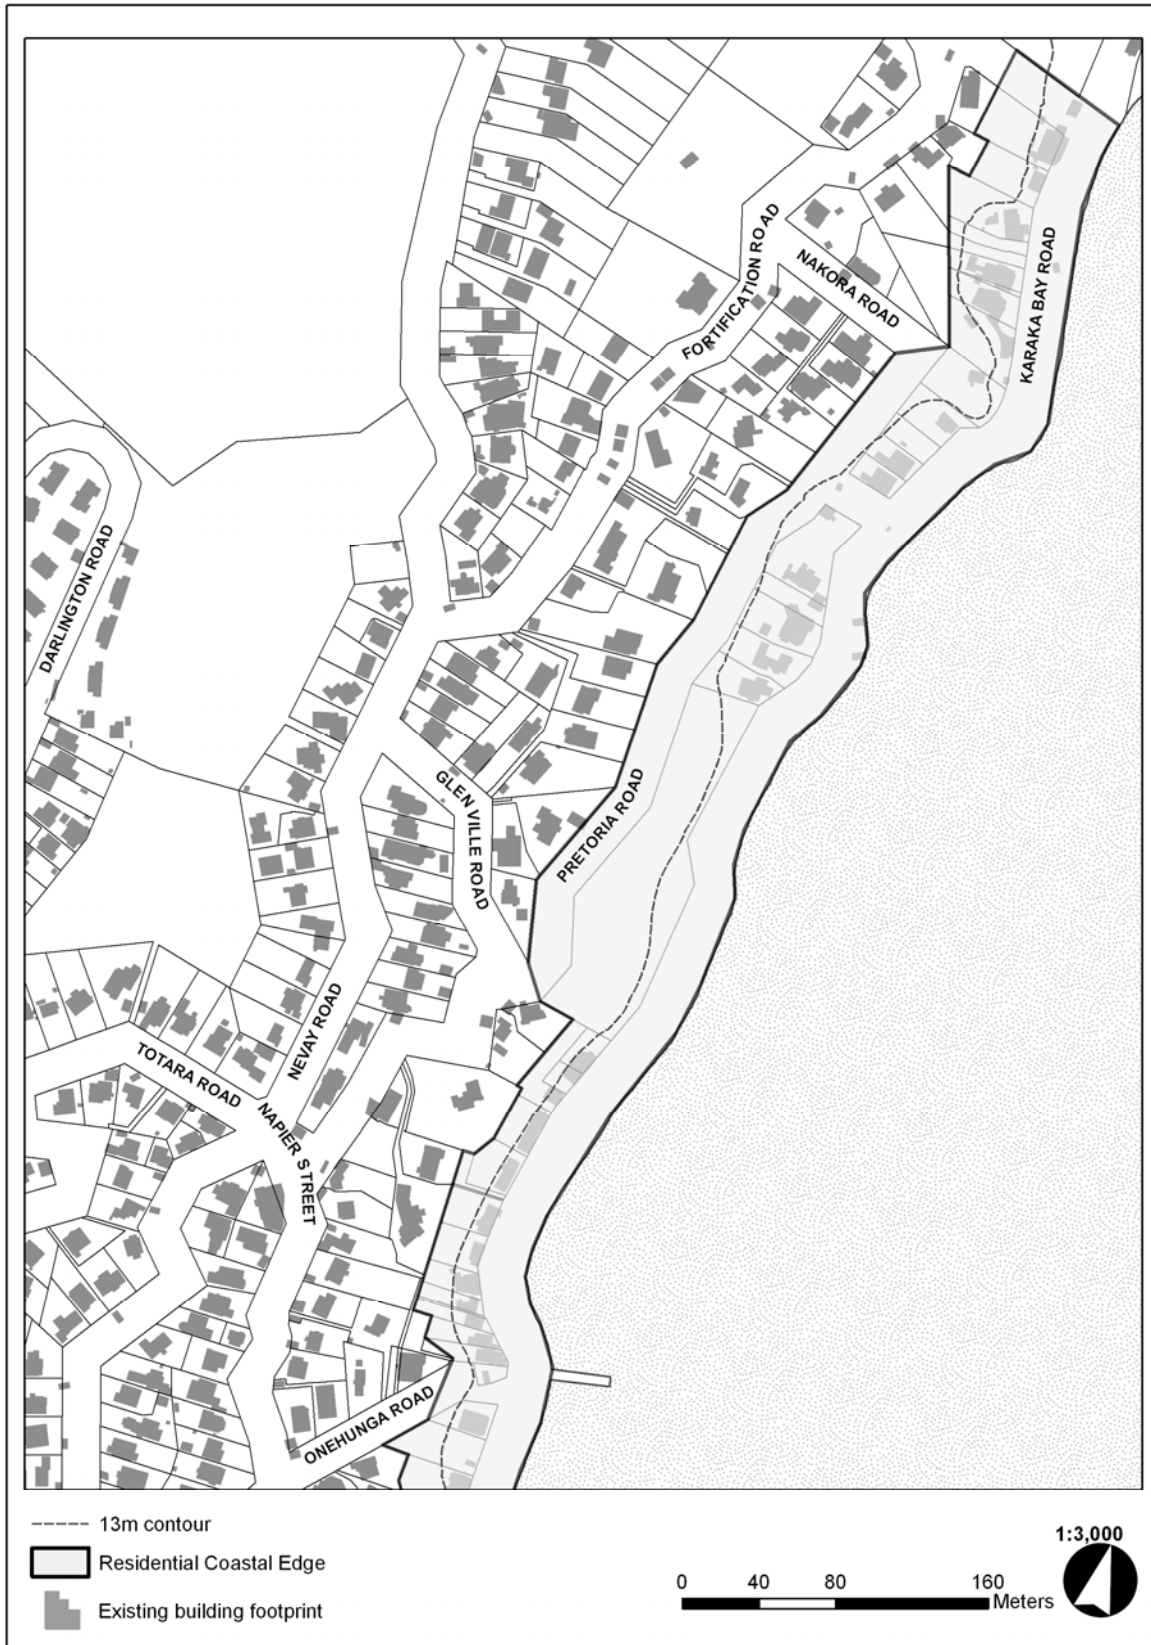 FORTIFICATION ROAD
NAKORA ROAD
KARAKA BAY ROAD
DARLINGTON ROAD
GLEN VILLE ROAD
PRETORIA ROAD
NEVAY ROAD
TOTARA ROAD
NAPIER STREET
ONEHUNGA ROAD
13m contour
Residential Coastal Edge
Existing building footprint
1:3,000
0 40 80 160
Meters